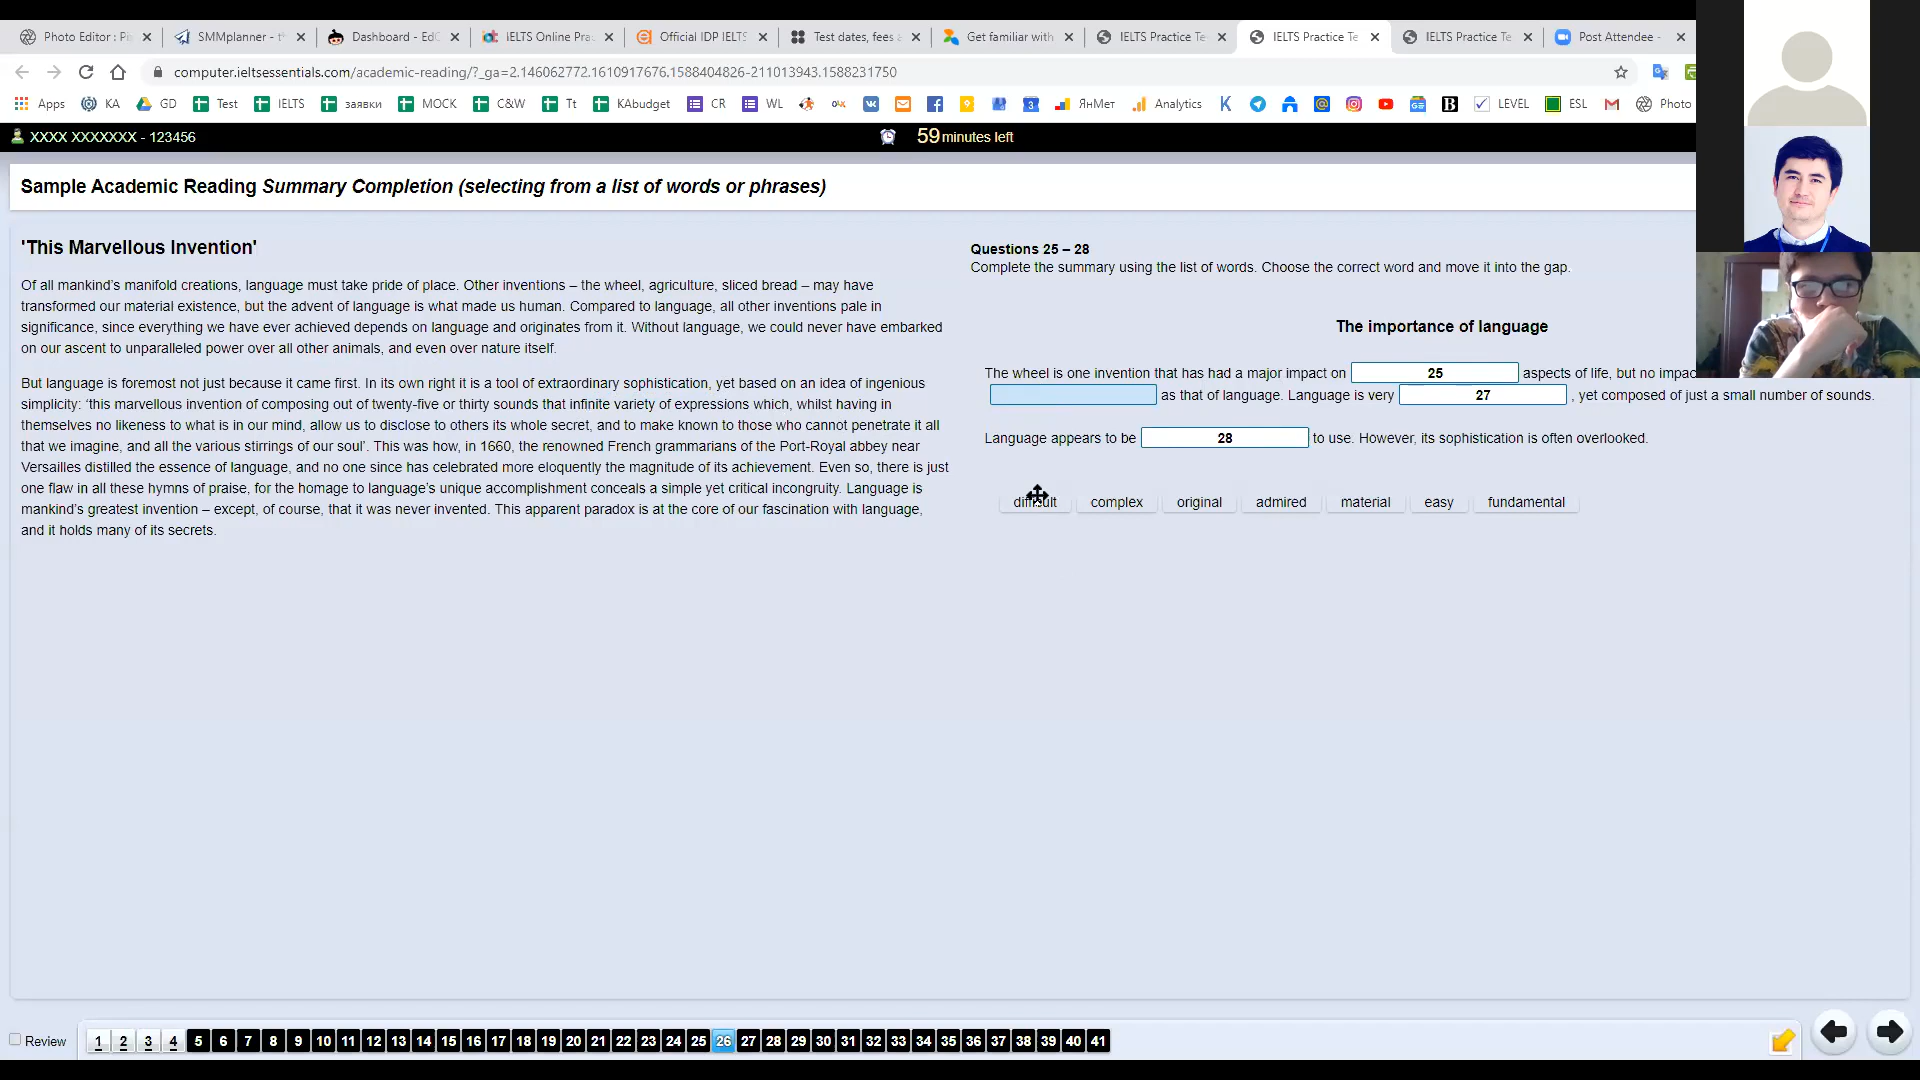 Photo Editor : Pi
SMMplanner - т
Dashboard - EdC
IELTS Online Prac
Official IDP IELTS
Test dates, fees a
Get familiar with
IELTS Practice Te
IELTS Practice Te
IELTS Practice Te
Post Attendee -
computer.ieltsessentials.com/academic-reading/?_ga=2.146062772.1610917676.1588404826-211013943.1588231750
Apps KA GD Test IELTS заявки MOCK C&W Tt KAbudget CR WL ЯнМет Analytics LEVEL ESL Photo
XXXX XXXXXXX - 123456
59 minutes left
Sample Academic Reading Summary Completion (selecting from a list of words or phrases)
'This Marvellous Invention'
Of all mankind's manifold creations, language must take pride of place. Other inventions – the wheel, agriculture, sliced bread – may have
transformed our material existence, but the advent of language is what made us human. Compared to language, all other inventions pale in
significance, since everything we have ever achieved depends on language and originates from it. Without language, we could never have embarked
on our ascent to unparalleled power over all other animals, and even over nature itself.
But language is foremost not just because it came first. In its own right it is a tool of extraordinary sophistication, yet based on an idea of ingenious
simplicity: 'this marvellous invention of composing out of twenty-five or thirty sounds that infinite variety of expressions which, whilst having in
themselves no likeness to what is in our mind, allow us to disclose to others its whole secret, and to make known to those who cannot penetrate it all
that we imagine, and all the various stirrings of our soul'. This was how, in 1660, the renowned French grammarians of the Port-Royal abbey near
Versailles distilled the essence of language, and no one since has celebrated more eloquently the magnitude of its achievement. Even so, there is just
one flaw in all these hymns of praise, for the homage to language's unique accomplishment conceals a simple yet critical incongruity. Language is
mankind's greatest invention – except, of course, that it was never invented. This apparent paradox is at the core of our fascination with language,
and it holds many of its secrets.
Questions 25 – 28
Complete the summary using the list of words. Choose the correct word and move it into the gap.
The importance of language
The wheel is one invention that has had a major impact on 25 aspects of life, but no impac
as that of language. Language is very 27 , yet composed of just a small number of sounds.
Language appears to be 28 to use. However, its sophistication is often overlooked.
difficult complex original admired material easy fundamental
Review 1 2 3 4 5 6 7 8 9 10 11 12 13 14 15 16 17 18 19 20 21 22 23 24 25 26 27 28 29 30 31 32 33 34 35 36 37 38 39 40 41